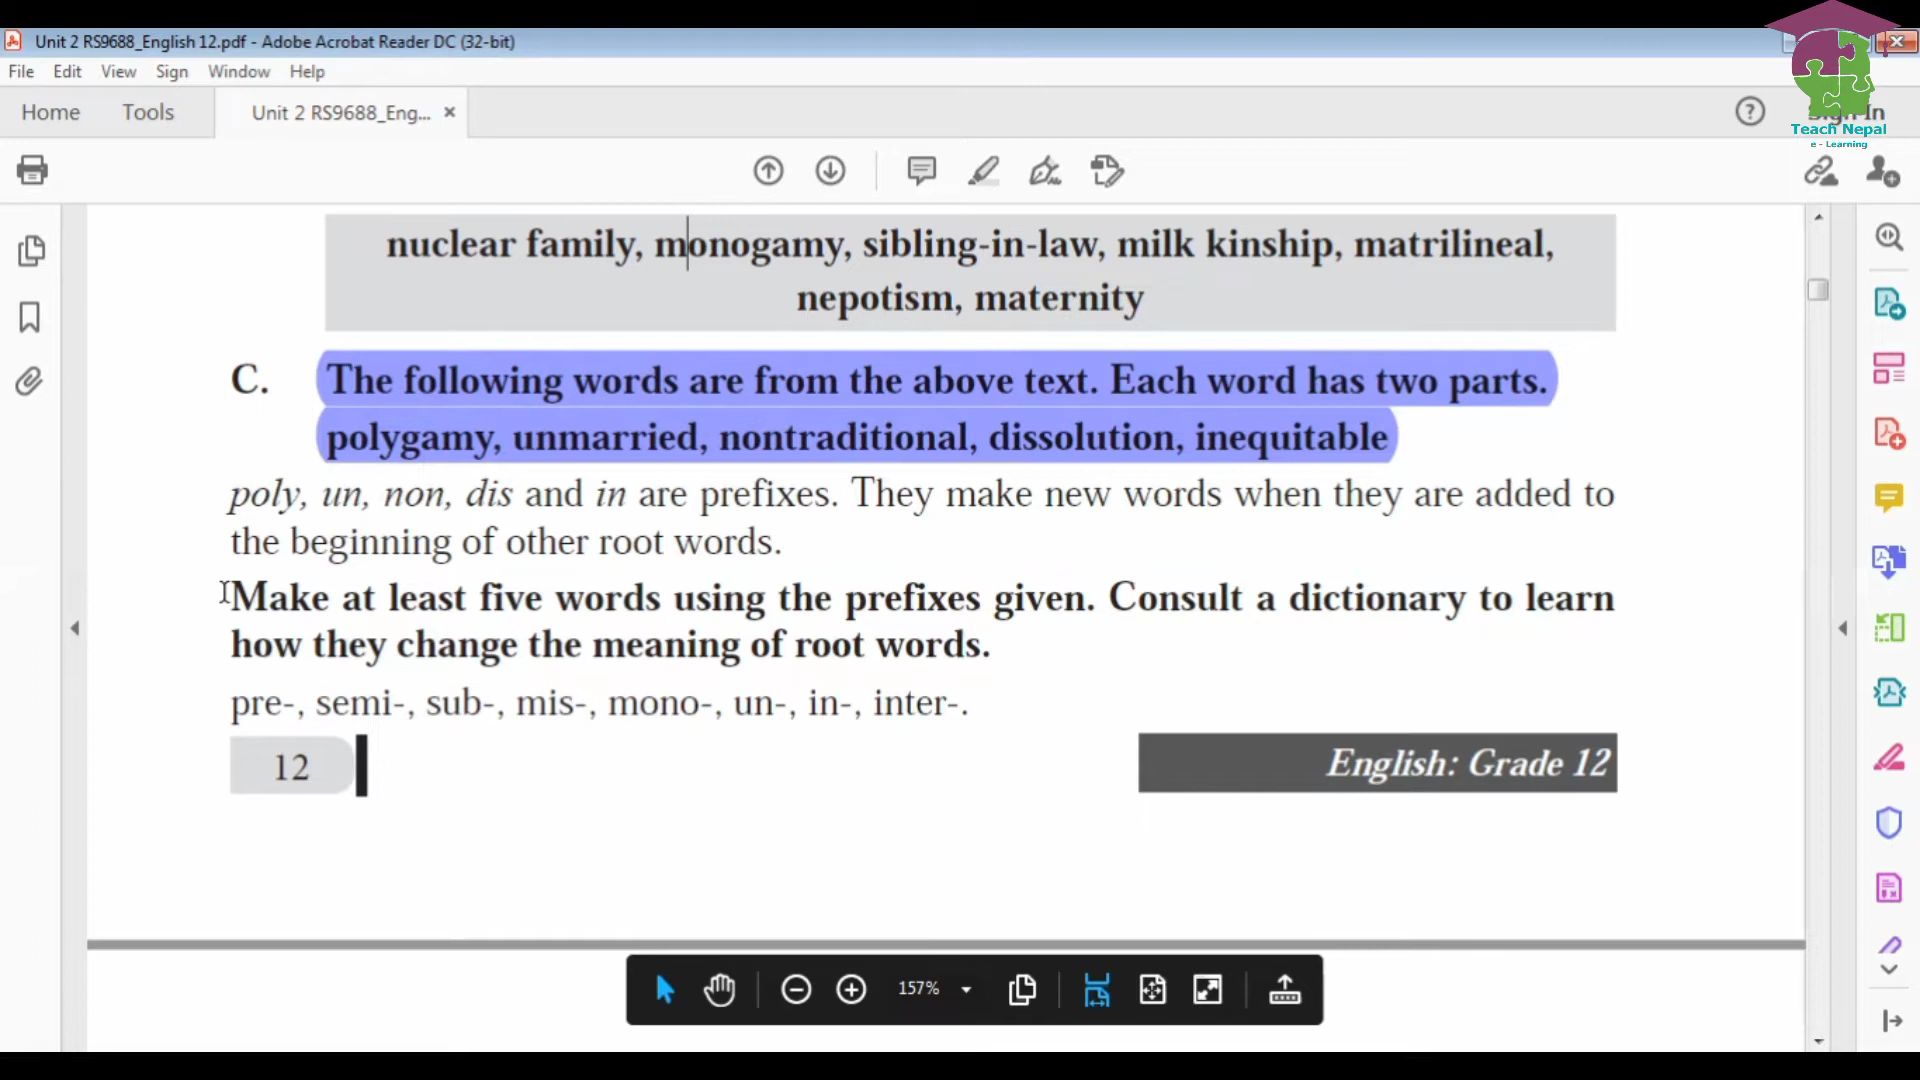 Unit 2 RS9688_English 12.pdf - Adobe Acrobat Reader DC (32-bit)
File Edit View Sign Window Help
Home Tools Unit 2 RS9688_Eng... × Sign In
Teach Nepal
e - Learning
nuclear family, monogamy, sibling-in-law, milk kinship, matrilineal,
nepotism, maternity
C. The following words are from the above text. Each word has two parts.
polygamy, unmarried, nontraditional, dissolution, inequitable
poly, un, non, dis and in are prefixes. They make new words when they are added to
the beginning of other root words.
Make at least five words using the prefixes given. Consult a dictionary to learn
how they change the meaning of root words.
pre-, semi-, sub-, mis-, mono-, un-, in-, inter-.
12 English: Grade 12
157%